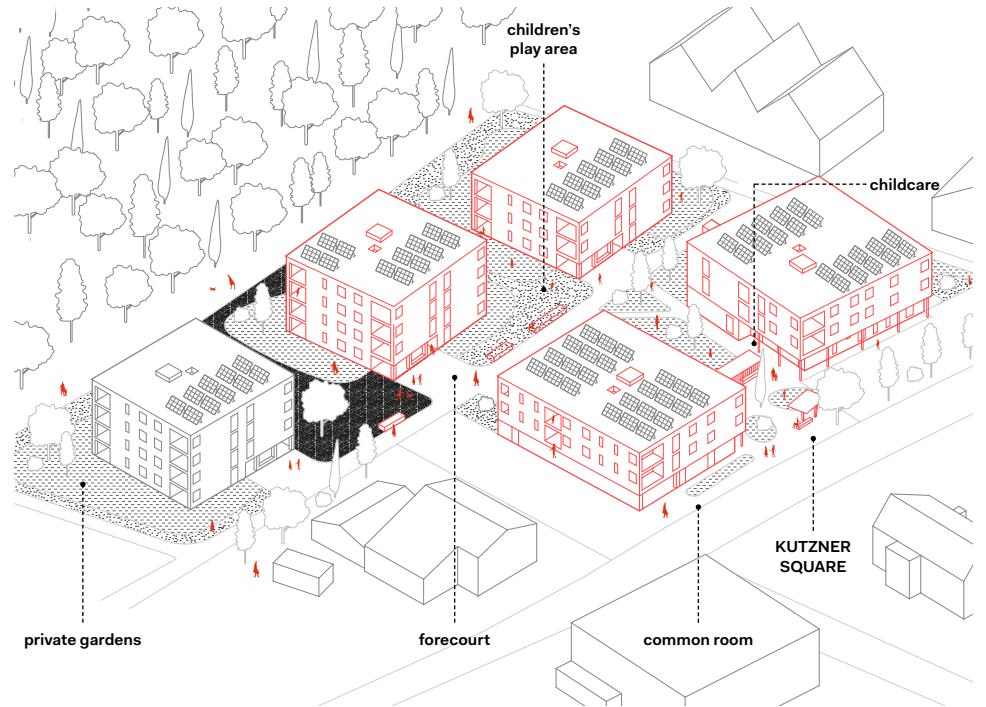 children's
play area
childcare
KUTZNER
SQUARE
private gardens
forecourt
common room